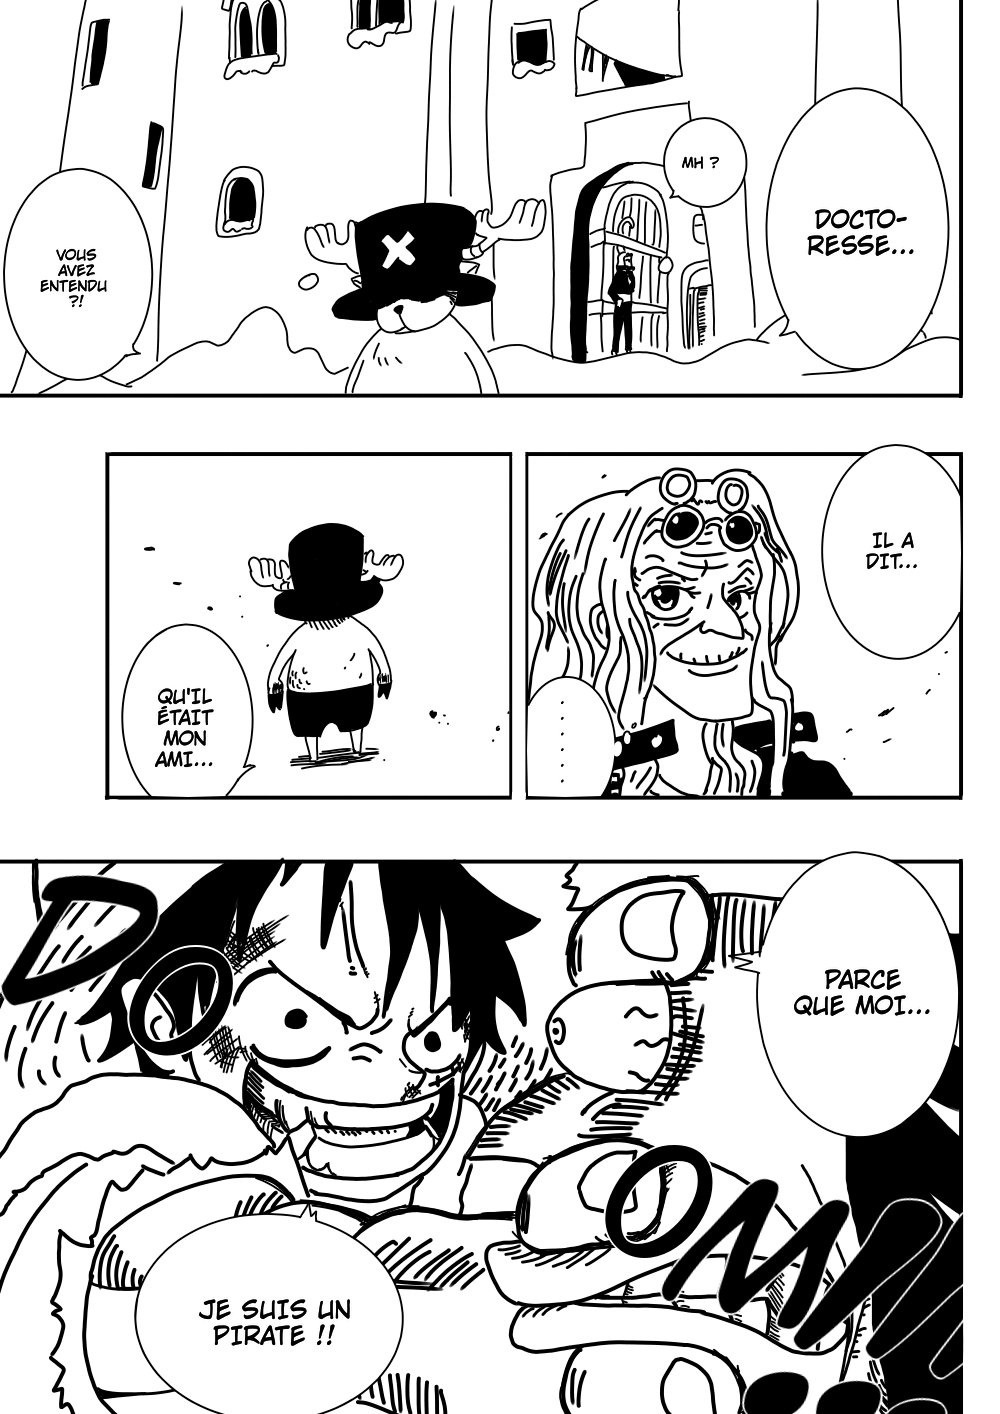 DOCTO-
RESSE...
MH ?
VOUS
AVEZ
ENTENDU
?!
IL A
DIT...
.......
QU'IL
ÉTAIT
MON
AMI...
PARCE
QUE MOI...
JE SUIS UN
PIRATE !!